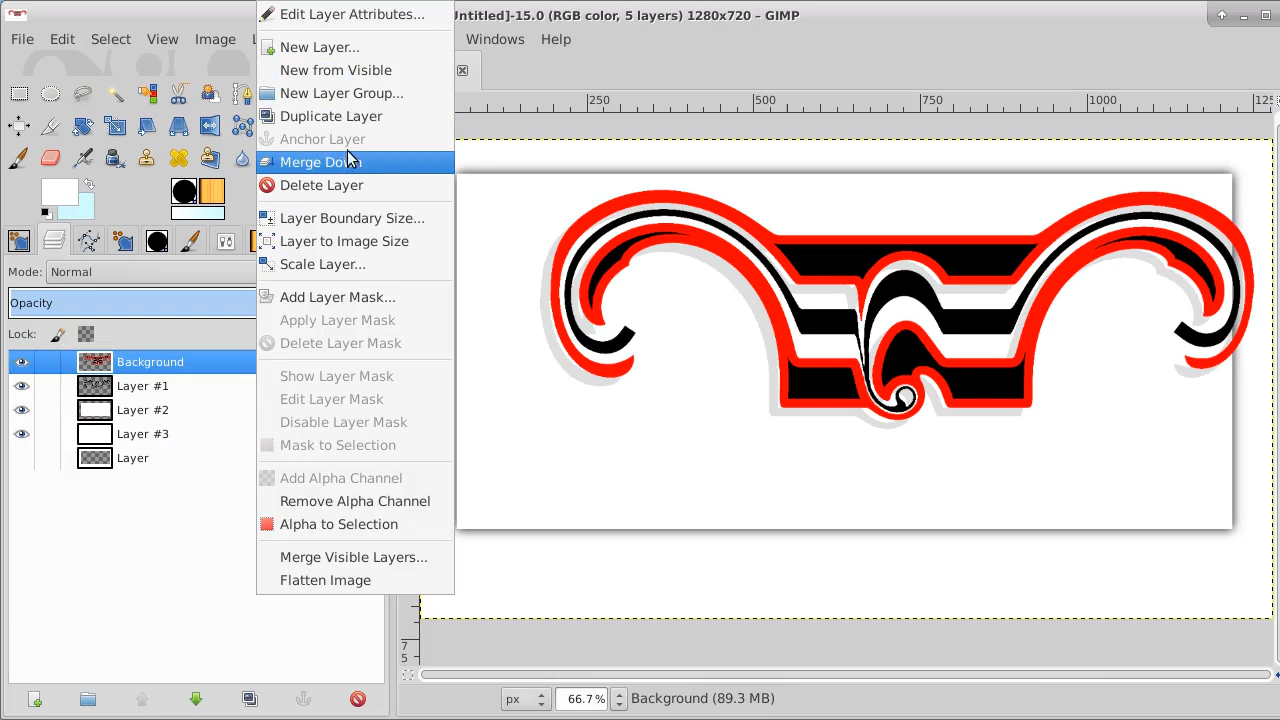 Untitled]-15.0 (RGB color, 5 layers) 1280x720 – GIMP
File Edit Select View Image Windows Help
Edit Layer Attributes...
New Layer...
New from Visible
New Layer Group...
Duplicate Layer
Anchor Layer
Merge Down
Delete Layer
Layer Boundary Size...
Layer to Image Size
Scale Layer...
Add Layer Mask...
Apply Layer Mask
Delete Layer Mask
Show Layer Mask
Edit Layer Mask
Disable Layer Mask
Mask to Selection
Add Alpha Channel
Remove Alpha Channel
Alpha to Selection
Merge Visible Layers...
Flatten Image
Mode: Normal
Opacity
Lock:
Background
Layer #1
Layer #2
Layer #3
Layer
250 500 750 1000 125
7
5
px 66.7% Background (89.3 MB)